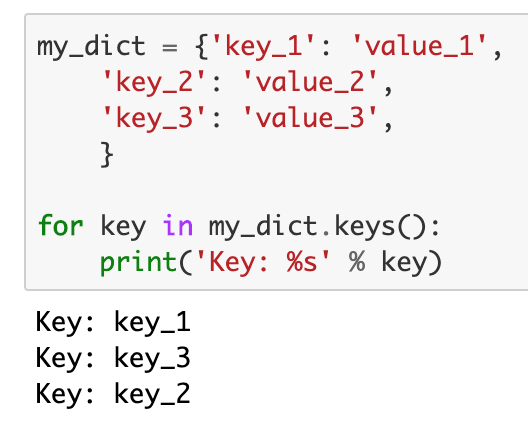 my_dict = {'key_1': 'value_1',
    'key_2': 'value_2',
    'key_3': 'value_3',
    }
for key in my_dict.keys():
    print('Key: %s' % key)
Key: key_1
Key: key_3
Key: key_2